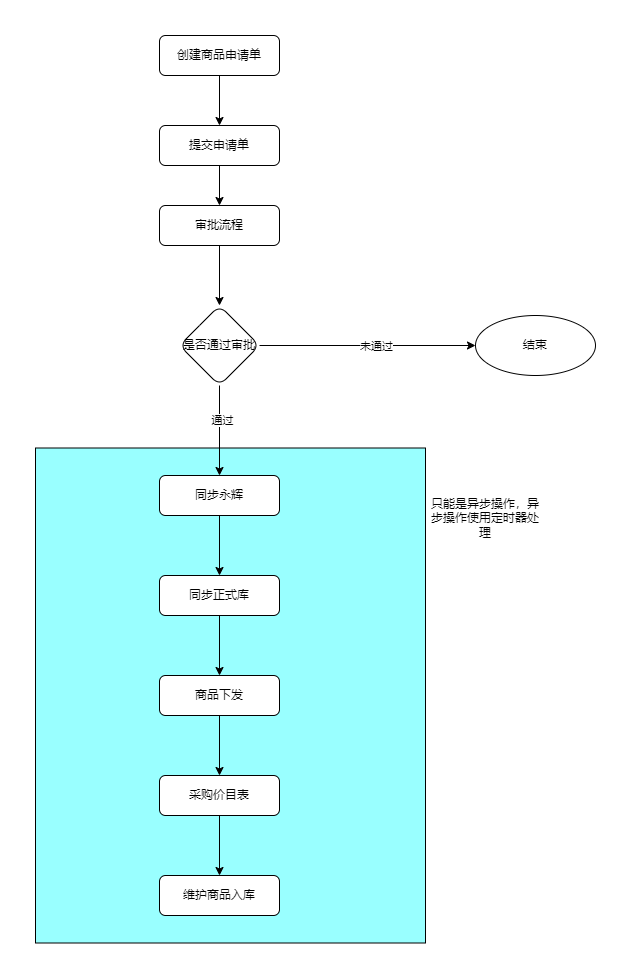 创建商品申请单
提交申请单
审批流程
是否通过审批
未通过
结束
通过
同步永辉
只能是异步操作，异
步操作使用定时器处
理
同步正式库
商品下发
采购价目表
维护商品入库